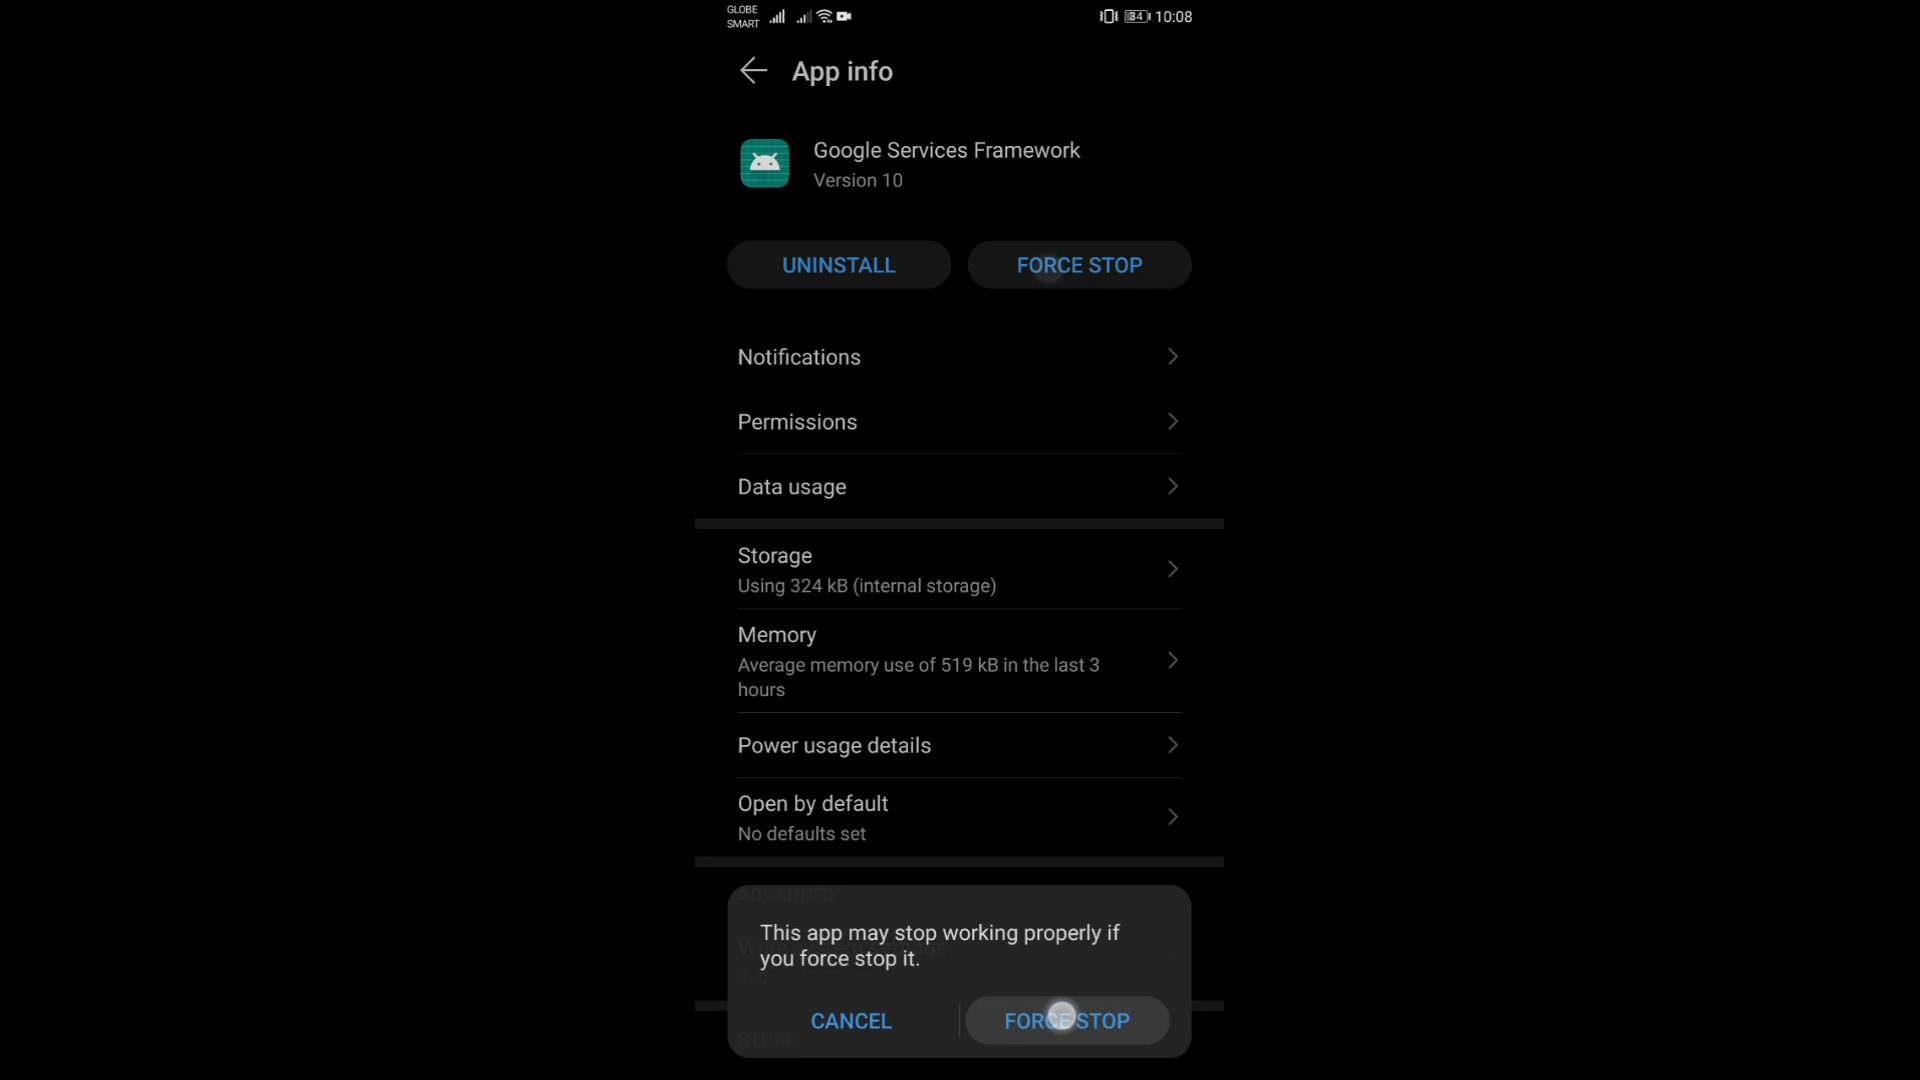 GLOBE
SMART
34 10:08
App info
Google Services Framework
Version 10
UNINSTALL
FORCE STOP
Notifications
Permissions
Data usage
Storage
Using 324 kB (internal storage)
Memory
Average memory use of 519 kB in the last 3
hours
Power usage details
Open by default
No defaults set
ADVANCED
This app may stop working properly if
you force stop it.
CANCEL
FORCE STOP
STORE